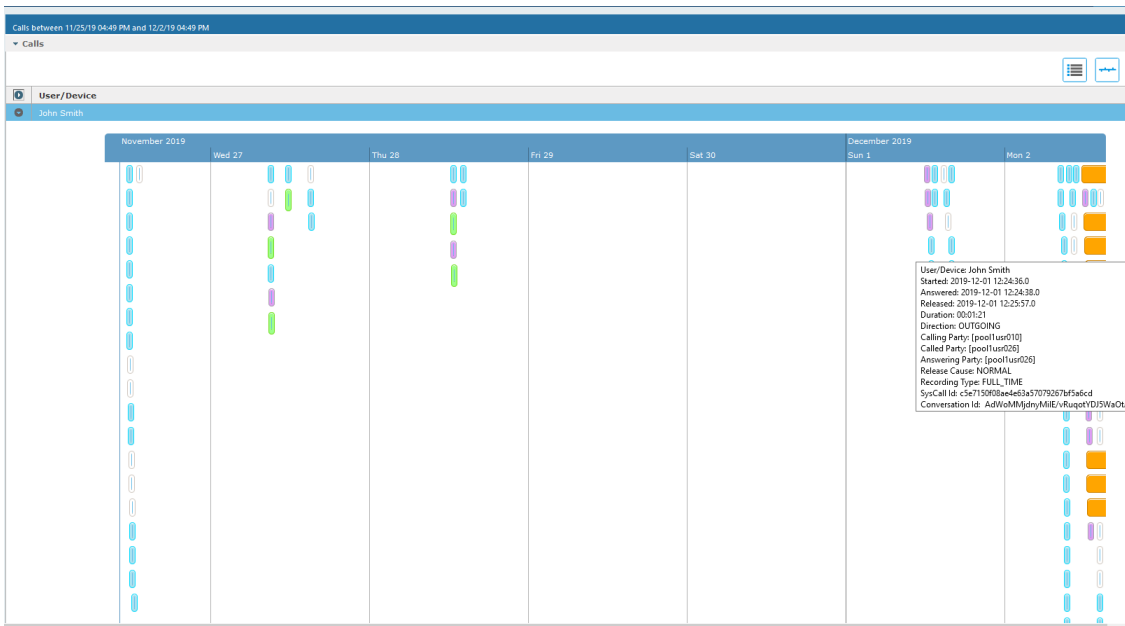 Calls between 11/25/19 04:49 PM and 12/2/19 04:49 PM
Calls
User/Device
John Smith
November 2019 December 2019
Wed 27 Thu 28 Fri 29 Sat 30 Sun 1 Mon 2
User/Device: John Smith
Started: 2019-12-01 12:24:36.0
Answered: 2019-12-01 12:24:38.0
Released: 2019-12-01 12:25:57.0
Duration: 00:01:21
Direction: OUTGOING
Calling Party: [pool1usr010]
Called Party: [pool1usr026]
Answering Party: [pool1usr026]
Release Cause: NORMAL
Recording Type: FULL_TIME
SysCall Id: c5e7150f08ae4e63a57079267bf5a6cd
Conversation Id: